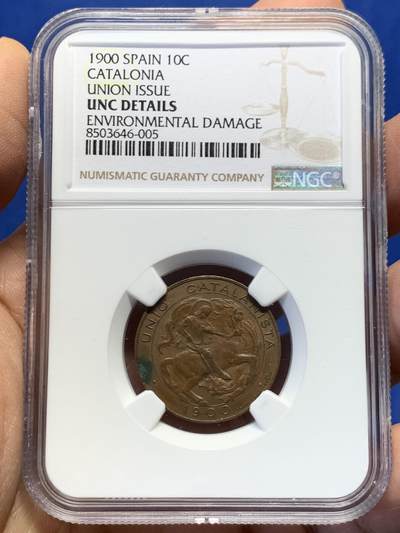 1900 SPAIN 10C
CATALONIA
UNION ISSUE
UNC DETAILS
ENVIRONMENTAL DAMAGE
8503646-005
NUMISMATIC GUARANTY COMPANY
NGC
UNIO CATALANISTA
1900